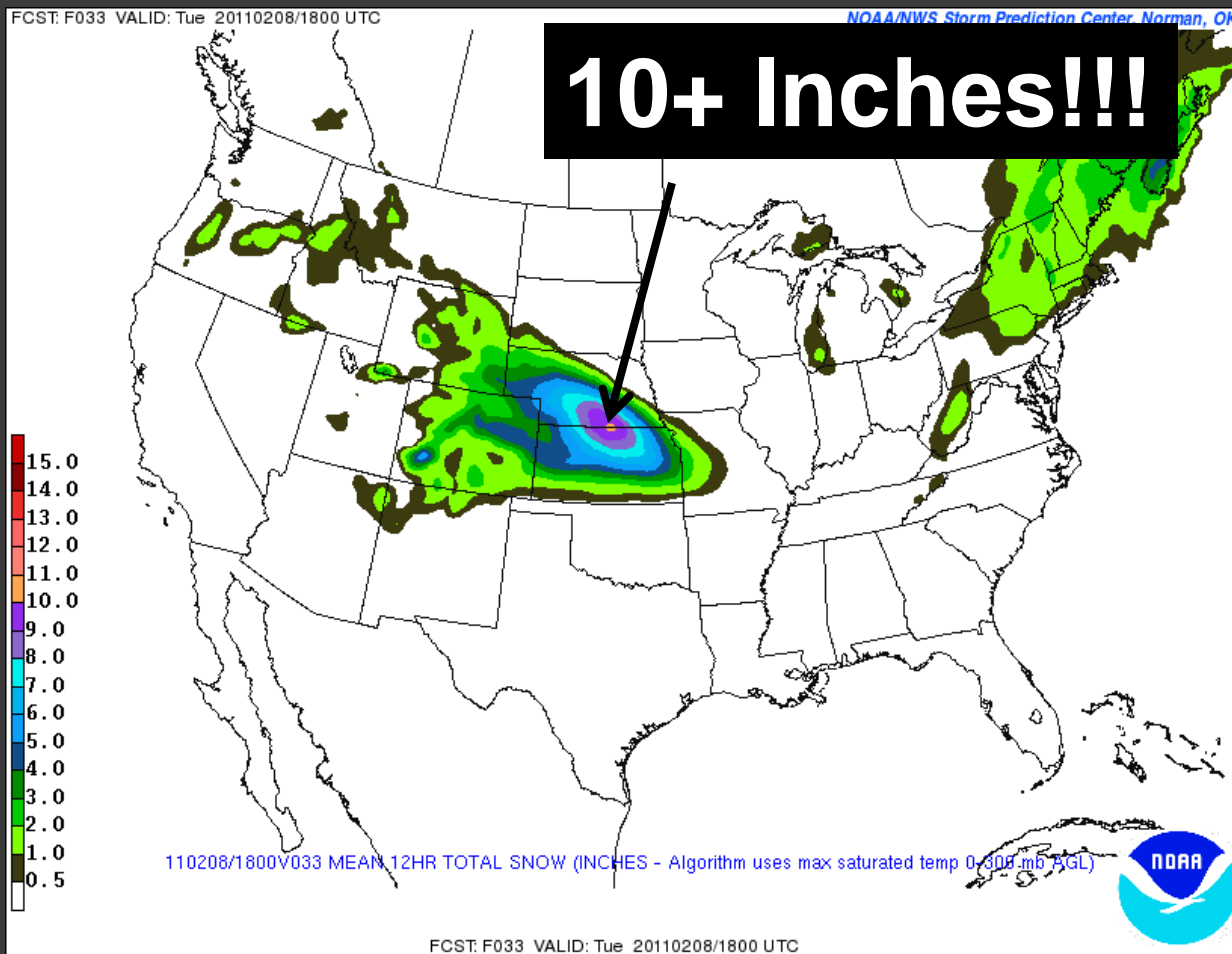 FCST: F033 VALID: Tue 20110208/1800 UTC
NOAA/NWS Storm Prediction Center, Norman, OK
10+ Inches!!!
15.0
14.0
13.0
12.0
11.0
10.0
9.0
8.0
7.0
6.0
5.0
4.0
3.0
2.0
1.0
0.5
110208/1800V033 MEAN 12HR TOTAL SNOW (INCHES - Algorithm uses max saturated temp 0-300 mb AGL)
NOAA
FCST: F033 VALID: Tue 20110208/1800 UTC